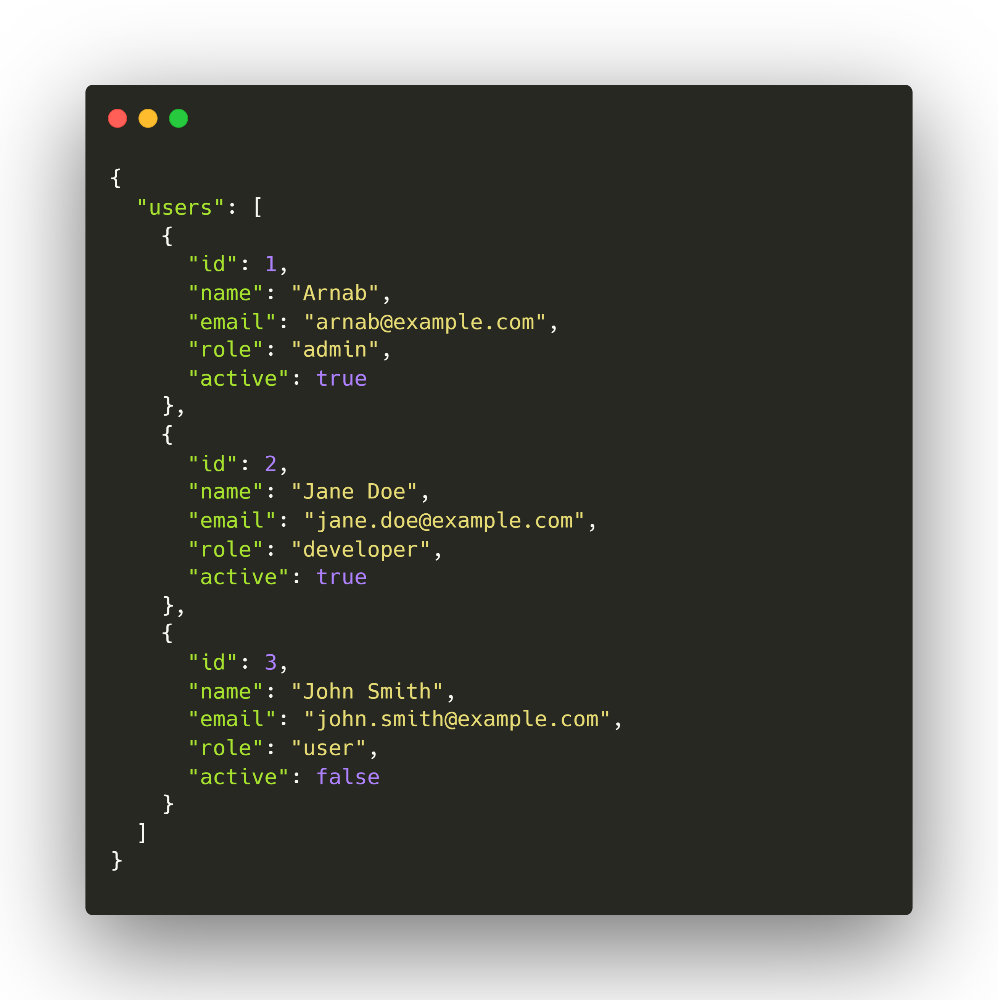 {
  "users": [
    {
      "id": 1,
      "name": "Arnab",
      "email": "arnab@example.com",
      "role": "admin",
      "active": true
    },
    {
      "id": 2,
      "name": "Jane Doe",
      "email": "jane.doe@example.com",
      "role": "developer",
      "active": true
    },
    {
      "id": 3,
      "name": "John Smith",
      "email": "john.smith@example.com",
      "role": "user",
      "active": false
    }
  ]
}